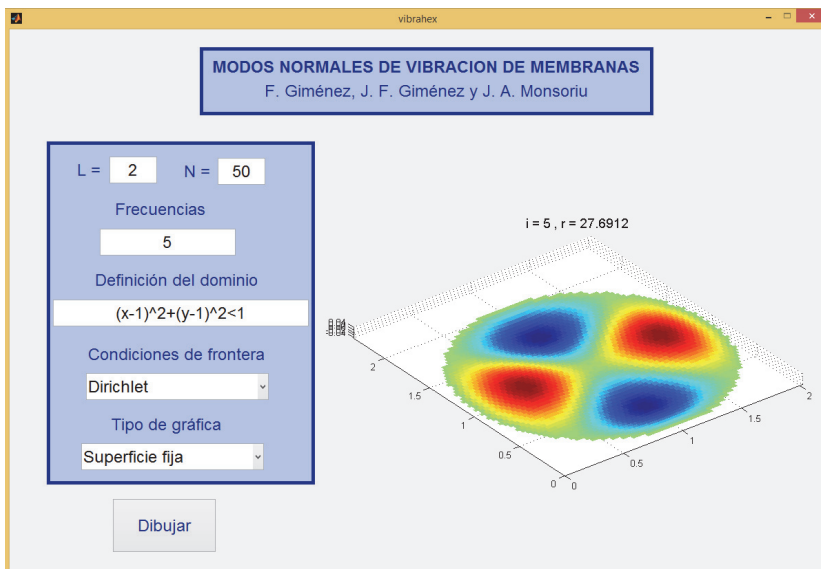 vibrahex
MODOS NORMALES DE VIBRACION DE MEMBRANAS
F. Giménez, J. F. Giménez y J. A. Monsoriu
L = 2 N = 50
Frecuencias
5
Definición del dominio
(x-1)^2+(y-1)^2<1
Condiciones de frontera
Dirichlet
Tipo de gráfica
Superficie fija
Dibujar
i = 5 , r = 27.6912
2
1.5
1
0.5
0
0
0.5
1
1.5
2